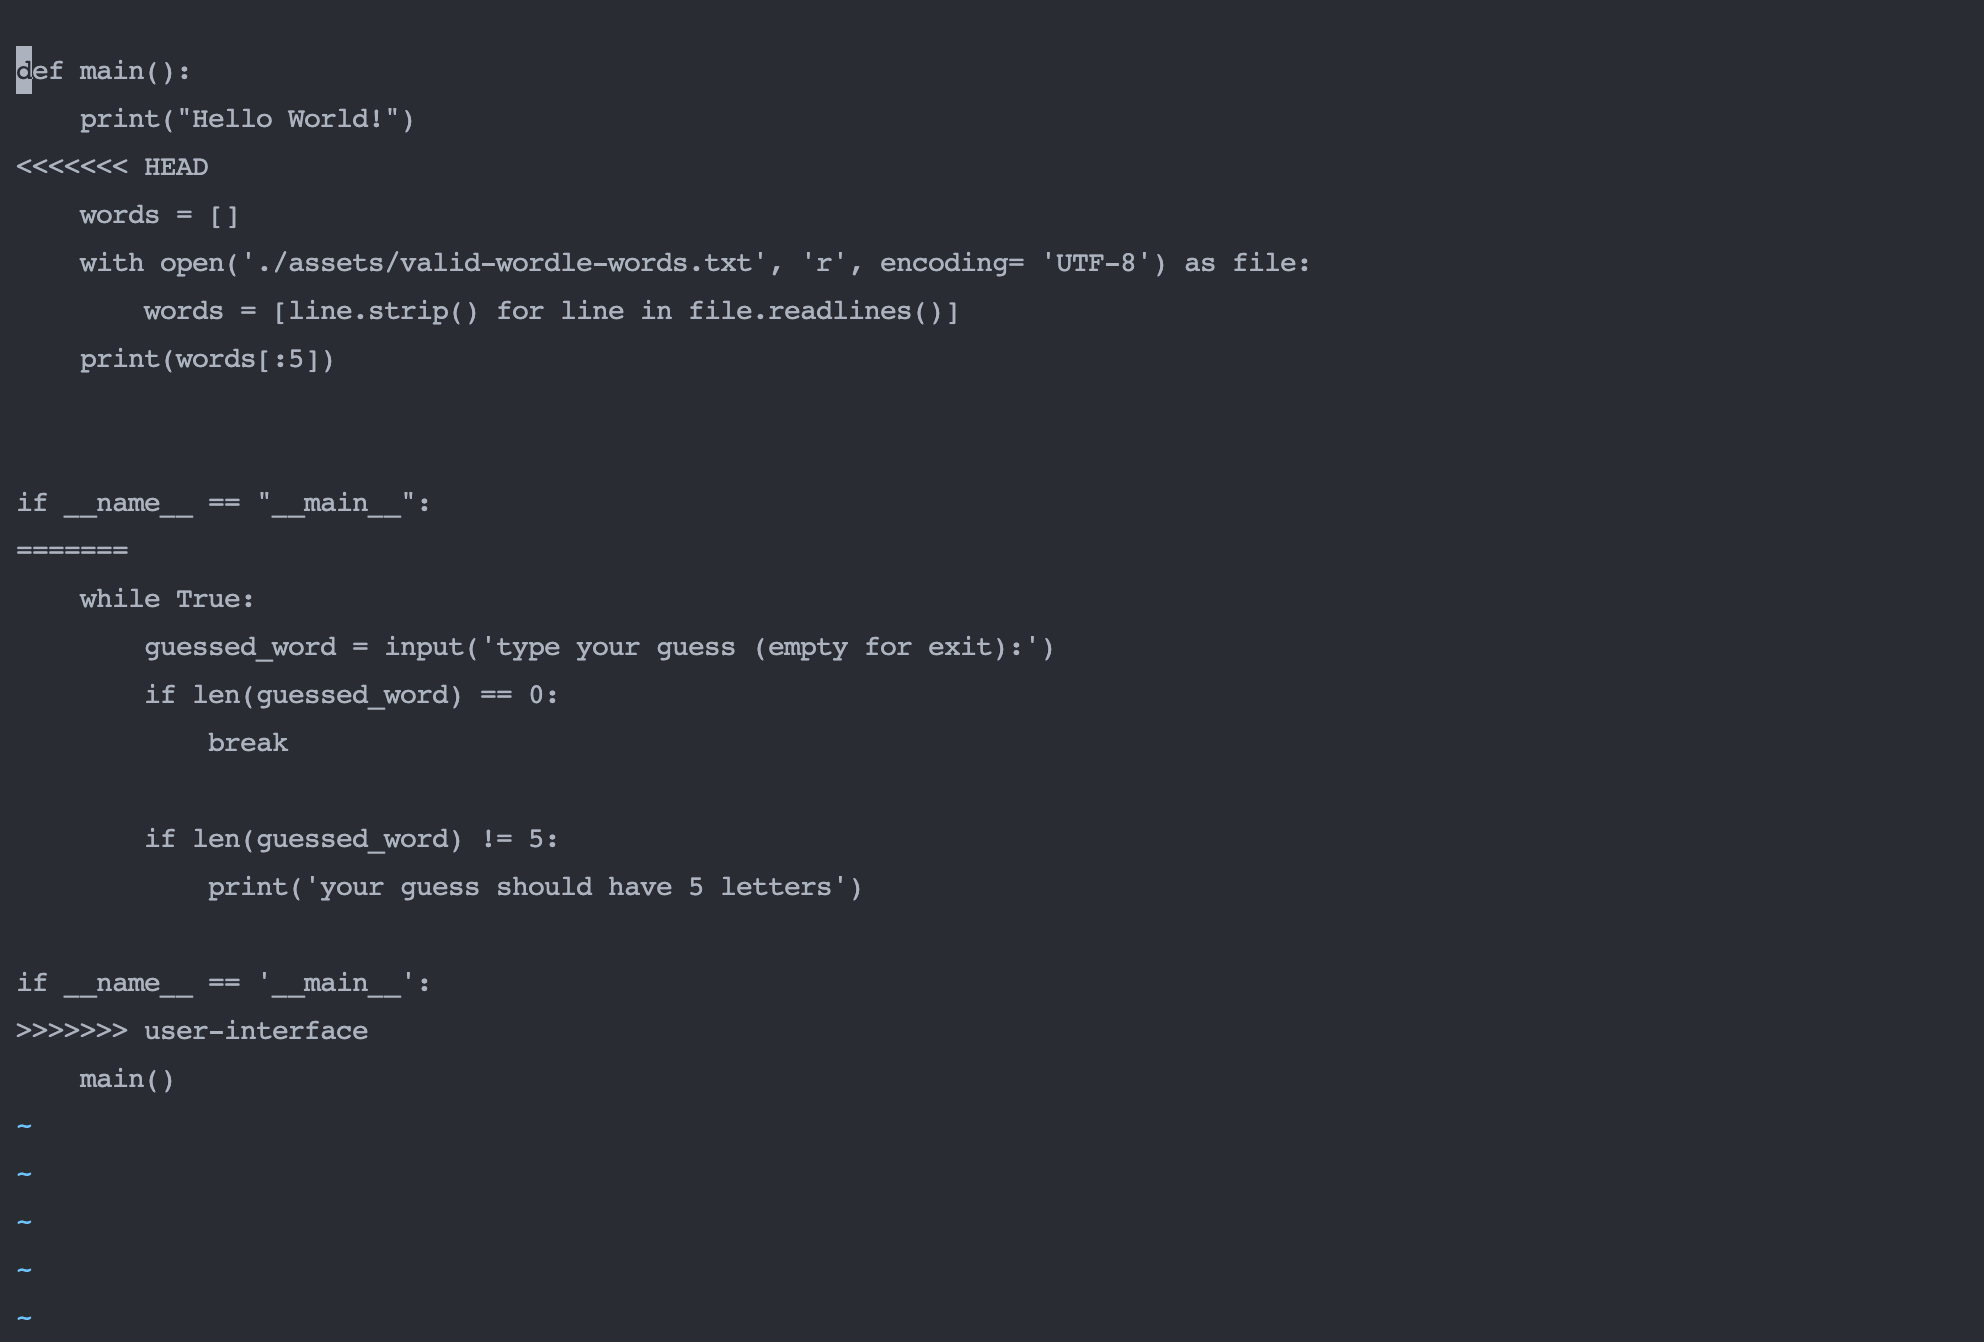 def main():
    print("Hello World!")
<<<<<<< HEAD
    words = []
    with open('./assets/valid-wordle-words.txt', 'r', encoding= 'UTF-8') as file:
        words = [line.strip() for line in file.readlines()]
    print(words[:5])
if __name__ == "__main__":
=======
    while True:
        guessed_word = input('type your guess (empty for exit):')
        if len(guessed_word) == 0:
            break
        if len(guessed_word) != 5:
            print('your guess should have 5 letters')
if __name__ == '__main__':
>>>>>>> user-interface
    main()
~
~
~
~
~